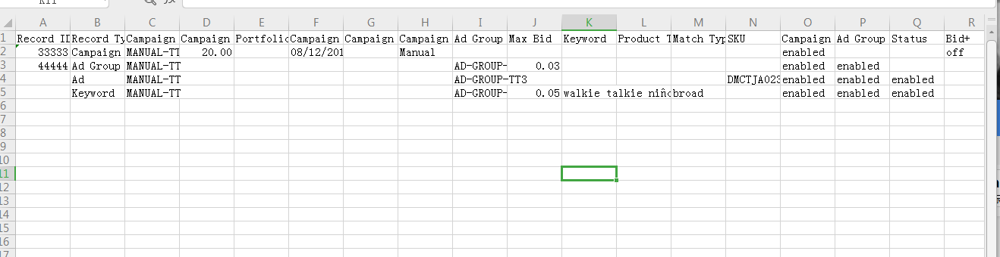 K11 fx
A B C D E F G H I J K L M N O P Q R
1 Record ID Record Ty Campaign Campaign Portfolio Campaign Campaign Campaign Ad Group Max Bid Keyword Product T Match Typ SKU Campaign Ad Group Status Bid+
2 33333 Campaign MANUAL-TT 20.00 08/12/201 Manual enabled off
3 44444 Ad Group MANUAL-TT AD-GROUP- 0.03 enabled enabled
4 Ad MANUAL-TT AD-GROUP-TT3 DMCTJA023 enabled enabled enabled
5 Keyword MANUAL-TT AD-GROUP- 0.05 walkie talkie niño broad enabled enabled enabled
6
7
8
9
10
11
12
13
14
15
16
17